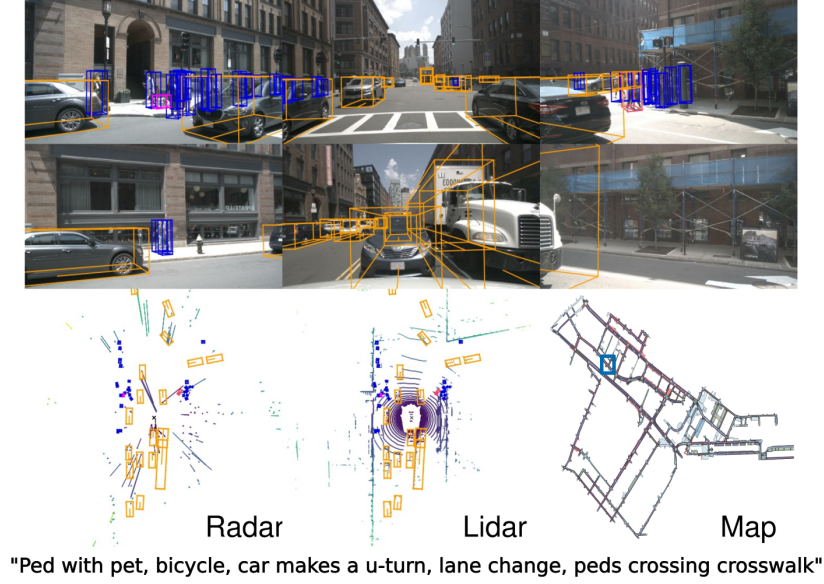 Radar Lidar Map
"Ped with pet, bicycle, car makes a u-turn, lane change, peds crossing crosswalk"